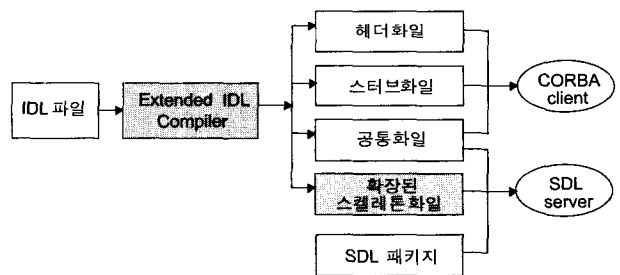 헤더화일
IDL 파일
Extended IDL
Compiler
스터브화일
CORBA
client
공통화일
확장된
스켈레톤화일
SDL
server
SDL 패키지